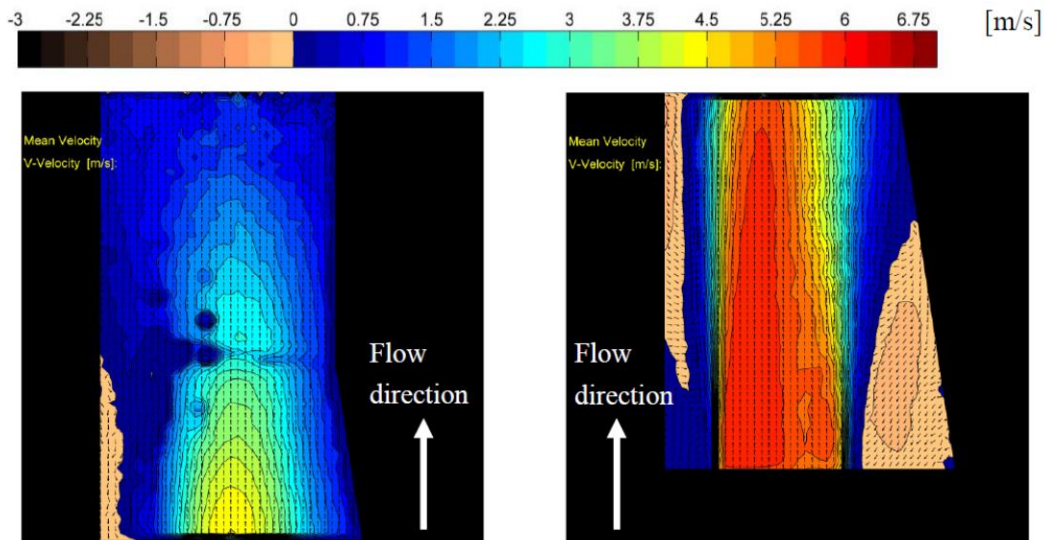 -3 -2.25 -1.5 -0.75 0 0.75 1.5 2.25 3 3.75 4.5 5.25 6 6.75 [m/s]
Mean Velocity
V-Velocity [m/s]:
Flow
direction
Mean Velocity
V-Velocity [m/s]:
Flow
direction